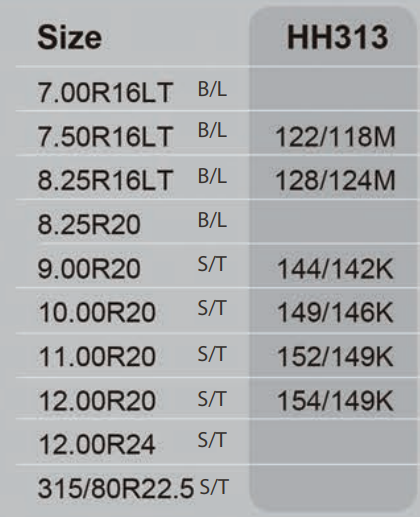 Size HH313
7.00R16LT B/L
7.50R16LT B/L 122/118M
8.25R16LT B/L 128/124M
8.25R20 B/L
9.00R20 S/T 144/142K
10.00R20 S/T 149/146K
11.00R20 S/T 152/149K
12.00R20 S/T 154/149K
12.00R24 S/T
315/80R22.5 S/T